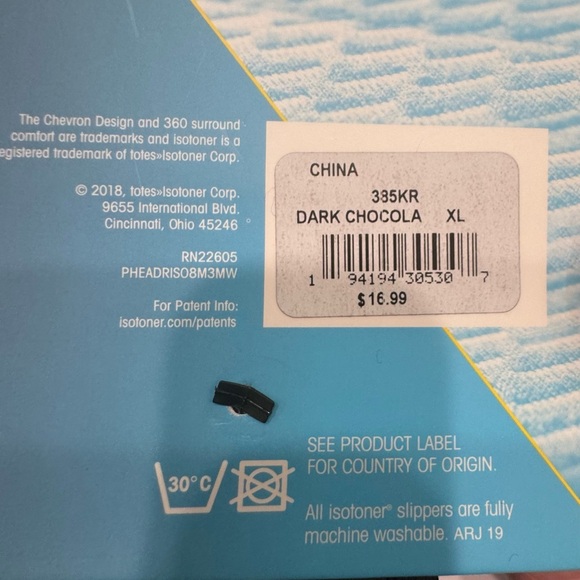 The Chevron Design and 360 surround
comfort are trademarks and isotoner is a
egistered trademark of totes»Isotoner Corp.
© 2018, totes»Isotoner Corp.
9655 International Blvd.
Cincinnati, Ohio 45246
RN22605
PHEADRISO8M3MW
For Patent Info:
isotoner.com/patents
CHINA
385KR
DARK CHOCOLA XL
1 94194 30530 7
$16.99
30°C
SEE PRODUCT LABEL
FOR COUNTRY OF ORIGIN.
All isotoner® slippers are fully
machine washable. ARJ 19